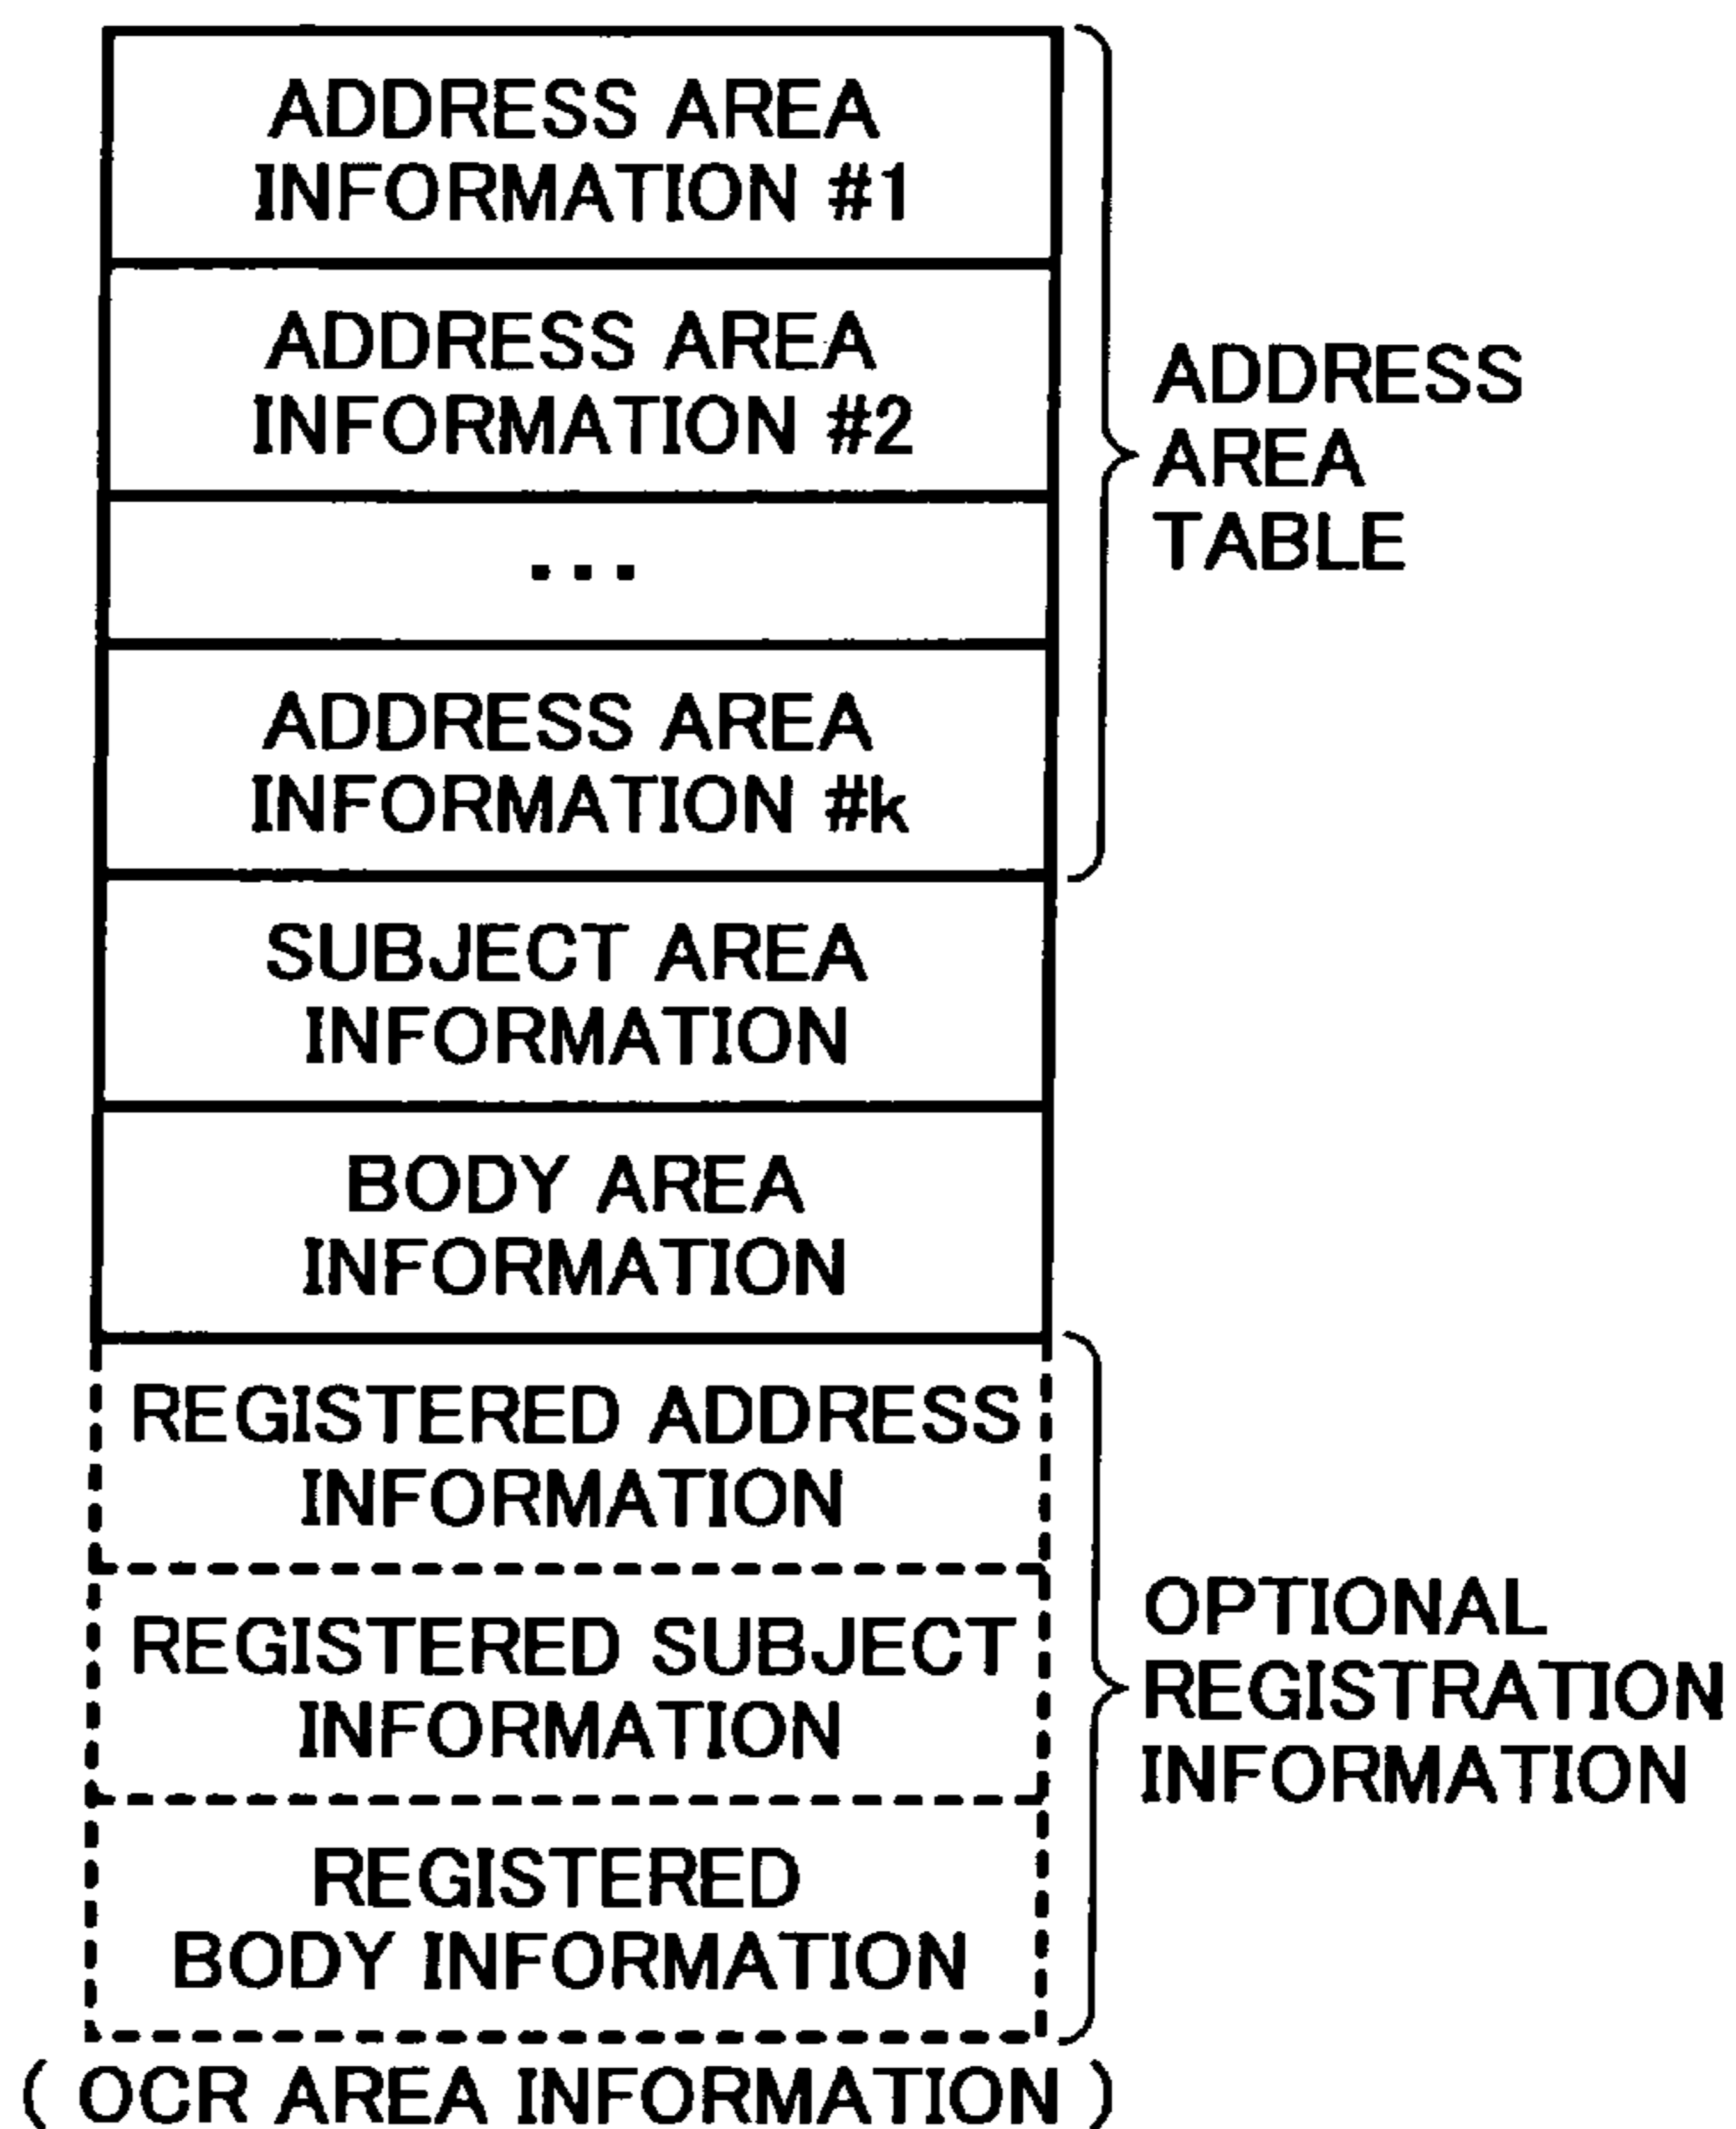 ADDRESS AREA
INFORMATION #1
ADDRESS AREA
INFORMATION #2
...
ADDRESS AREA
INFORMATION #k
ADDRESS
AREA
TABLE
SUBJECT AREA
INFORMATION
BODY AREA
INFORMATION
REGISTERED ADDRESS
INFORMATION
REGISTERED SUBJECT
INFORMATION
REGISTERED
BODY INFORMATION
OPTIONAL
REGISTRATION
INFORMATION
( OCR AREA INFORMATION )